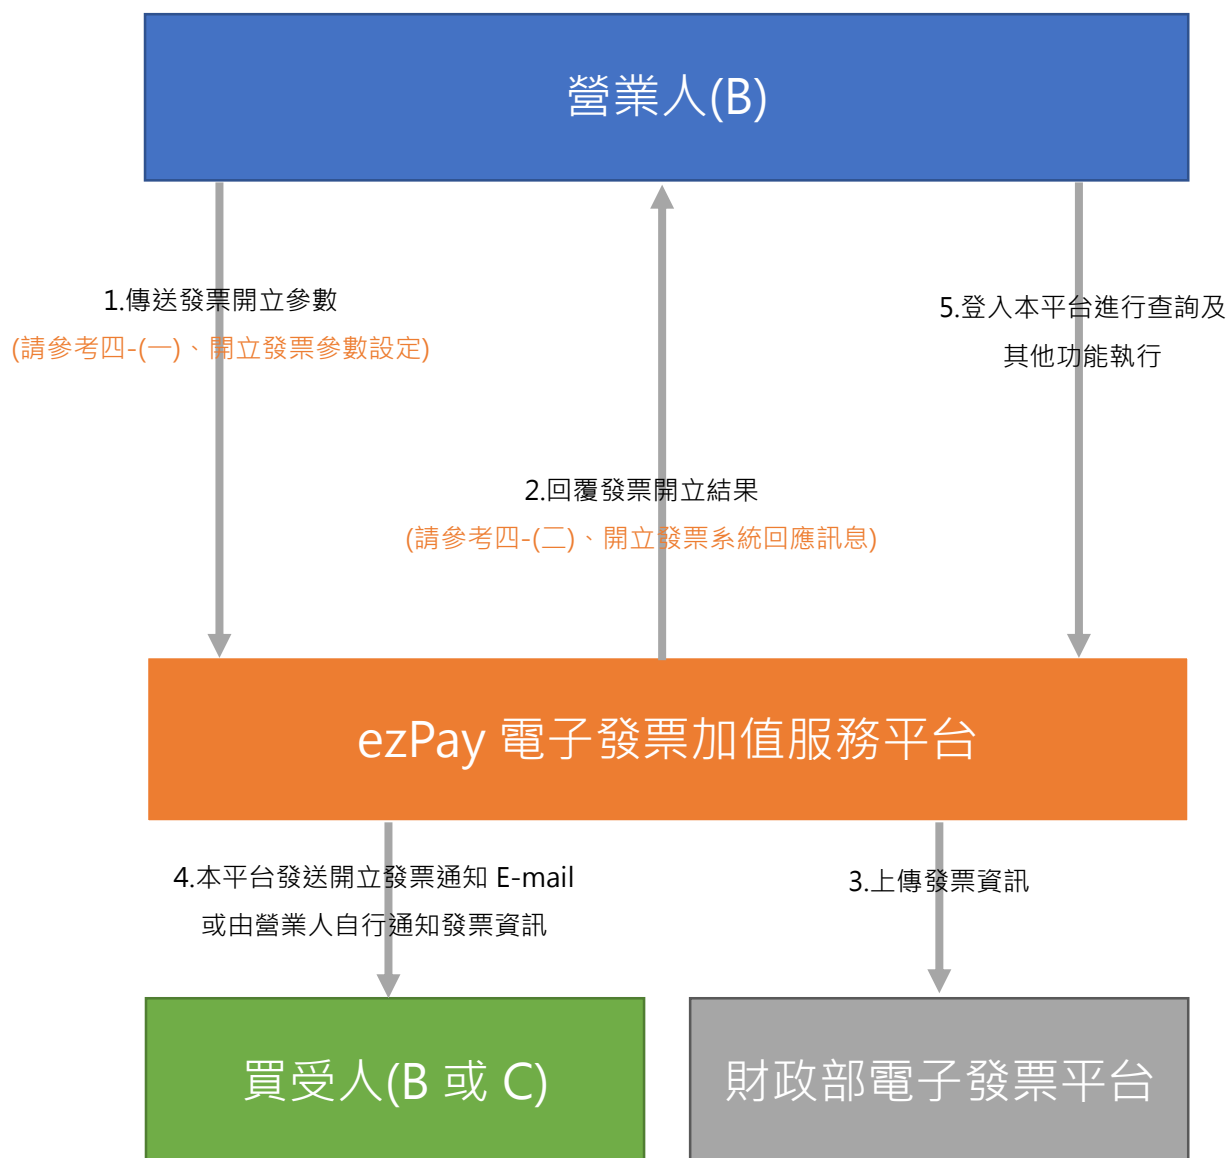 營業人(B)
1.傳送發票開立參數
(請參考四-(一)、開立發票參數設定)
5.登入本平台進行查詢及
其他功能執行
2.回覆發票開立結果
(請參考四-(二)、開立發票系統回應訊息)
ezPay 電子發票加值服務平台
4.本平台發送開立發票通知 E-mail
或由營業人自行通知發票資訊
3.上傳發票資訊
買受人(B 或 C)
財政部電子發票平台